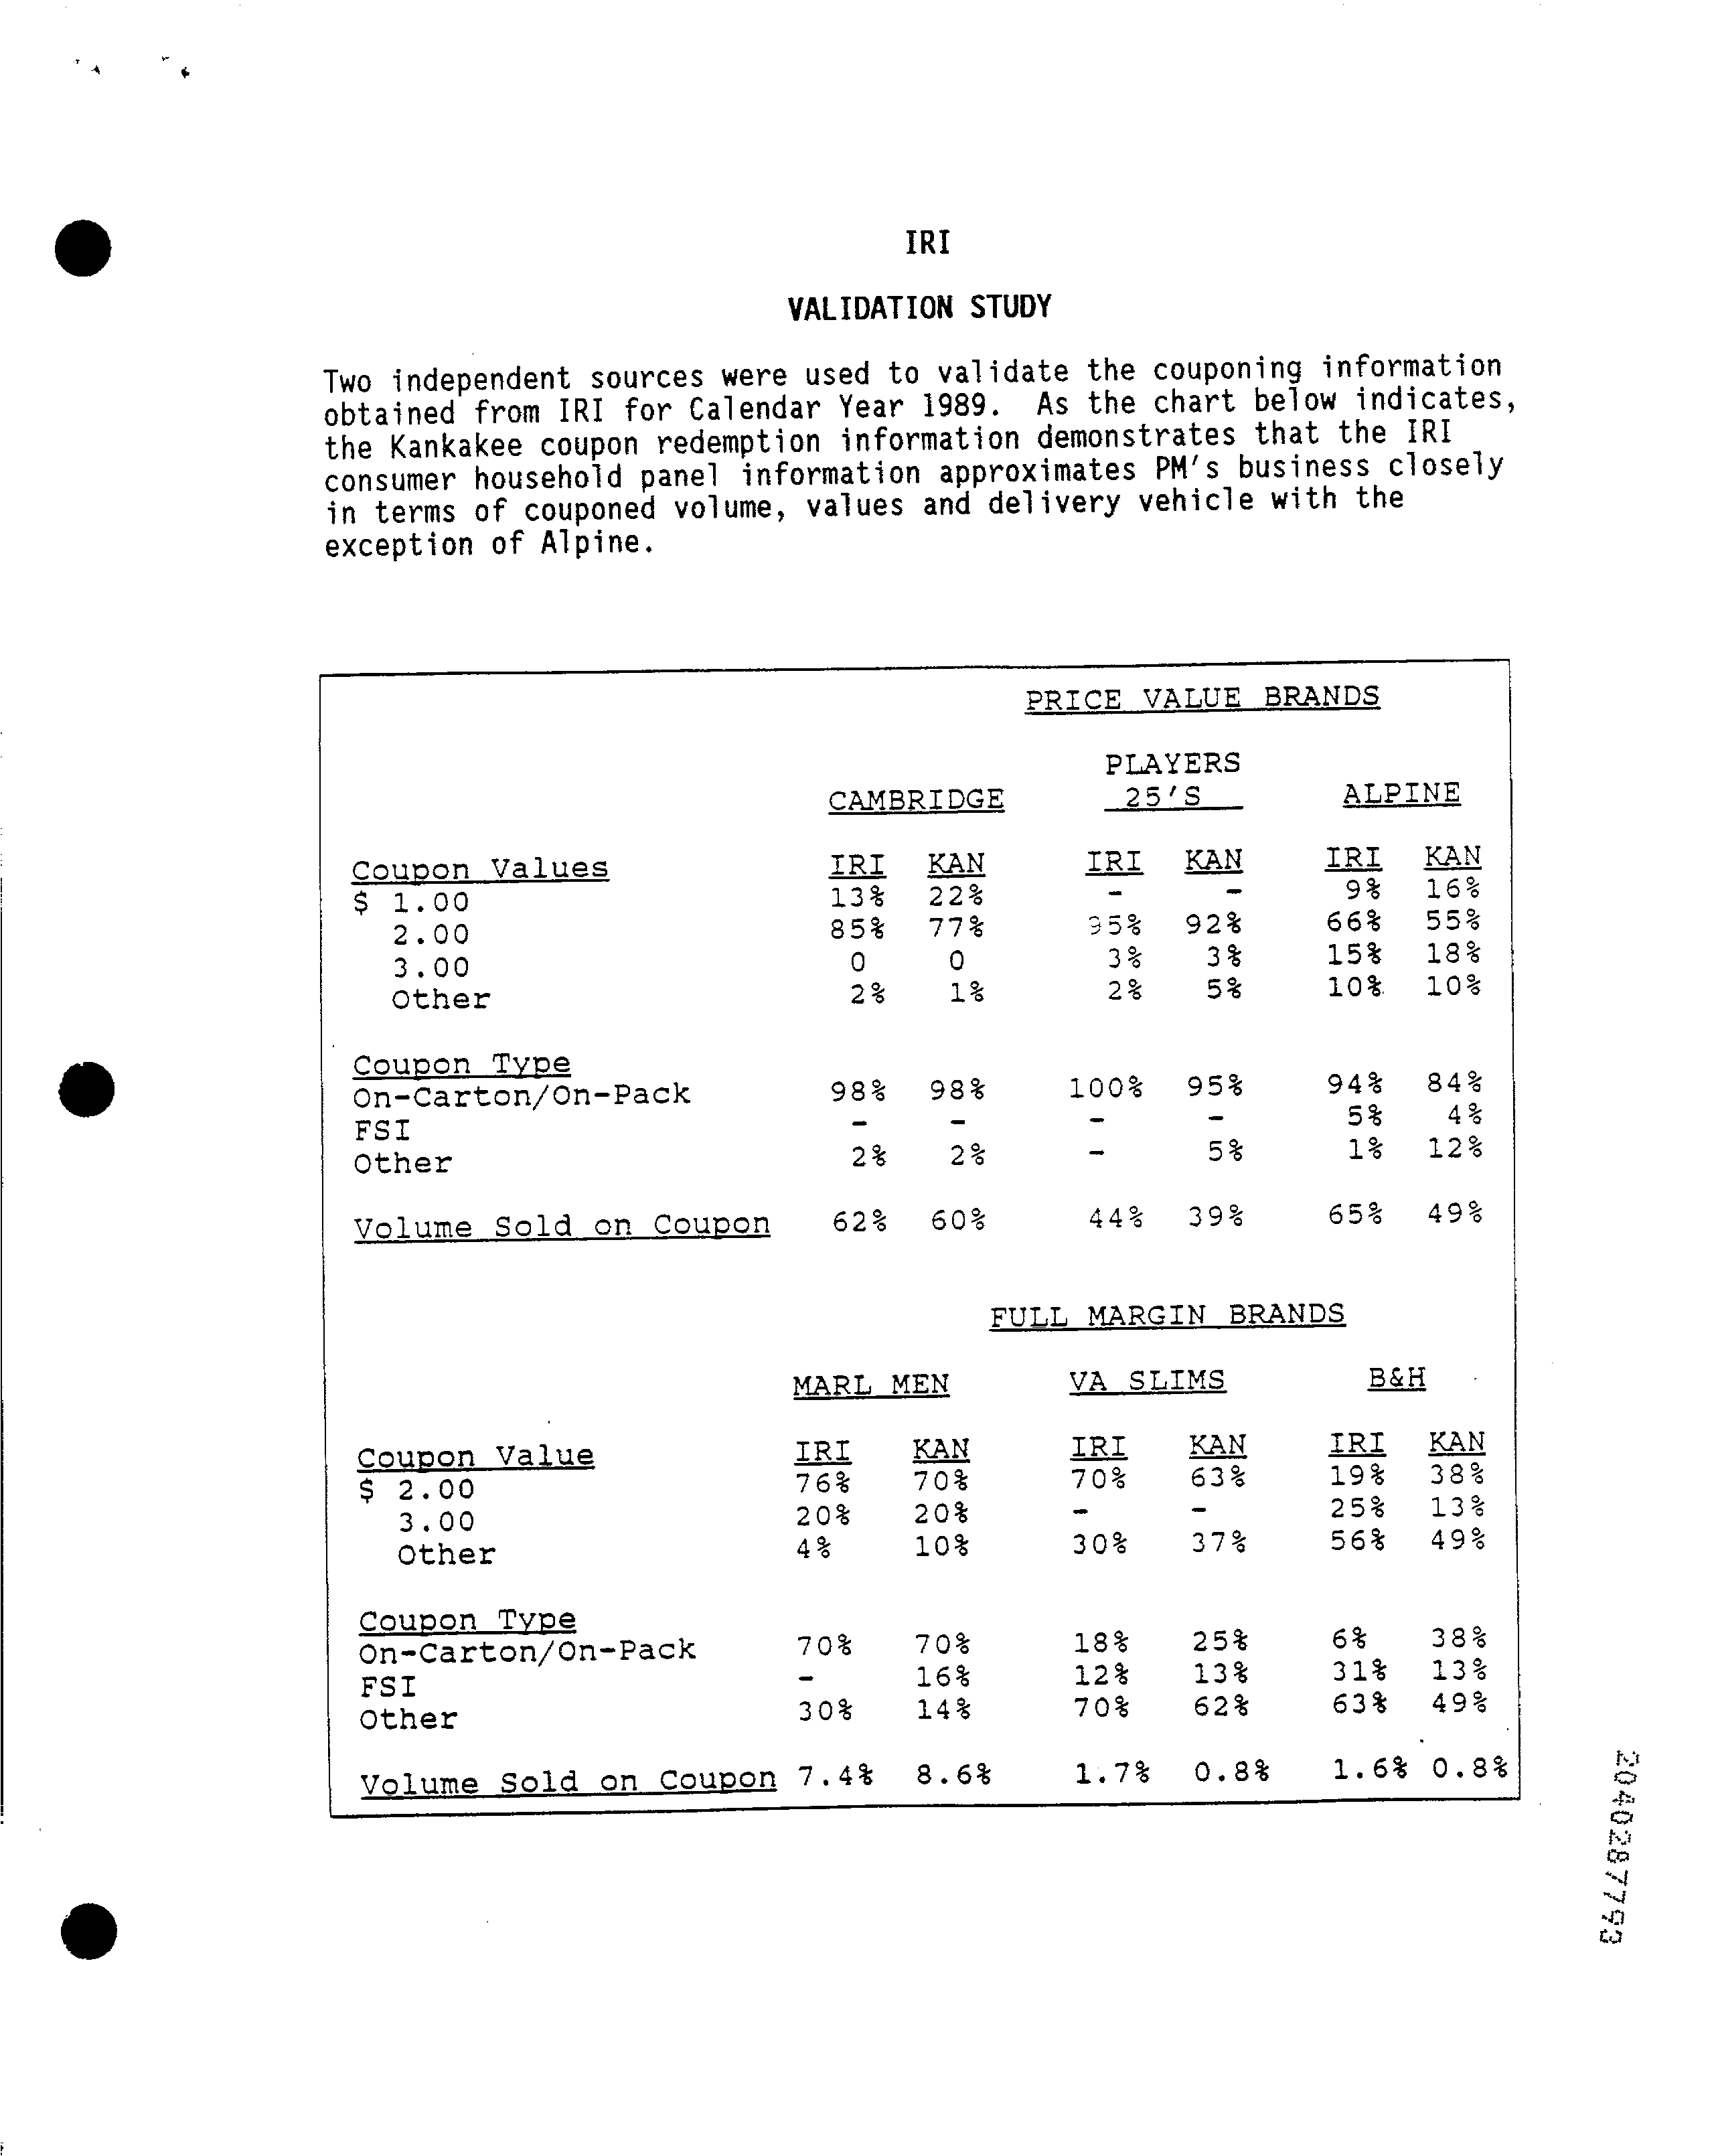 IRI
VALIDATION STUDY
Two independent sources were used to validate the couponing information
obtained from IRI for Calendar Year 1989. As the chart below indicates,
the Kankakee coupon redemption information demonstrates that the IRI
consumer household panel information approximates PM's business closely
in terms of couponed volume, values and delivery vehicle with the
exception of Alpine.
PRICE VALUE BRANDS
PLAYERS
CAMBRIDGE 25'S ALPINE
Coupon Values IRI KAN IRI KAN IRI KAN
$ 1.00 13% 22% - - 9% 16%
2.00 85% 77% 95% 92% 66% 55%
3.00 0 0 3% 3% 15% 18%
Other 2% 1% 2% 5% 10% 10%
Coupon Type
On-Carton/On-Pack 98% 98% 100% 95% 94% 84%
FSI - - - - 5% 4%
Other 2% 2% - 5% 1% 12%
Volume Sold on Coupon 62% 60% 44% 39% 65% 49%
FULL MARGIN BRANDS
MARL MEN VA SLIMS B&H
Coupon Value IRI KAN IRI KAN IRI KAN
$ 2.00 76% 70% 70% 63% 19% 38%
3.00 20% 20% - - 25% 13%
Other 4% 10% 30% 37% 56% 49%
Coupon Type
On-Carton/On-Pack 70% 70% 18% 25% 6% 38%
FSI - 16% 12% 13% 31% 13%
Other 30% 14% 70% 62% 63% 49%
Volume Sold on Coupon 7.4% 8.6% 1.7% 0.8% 1.6% 0.8%
2040287793